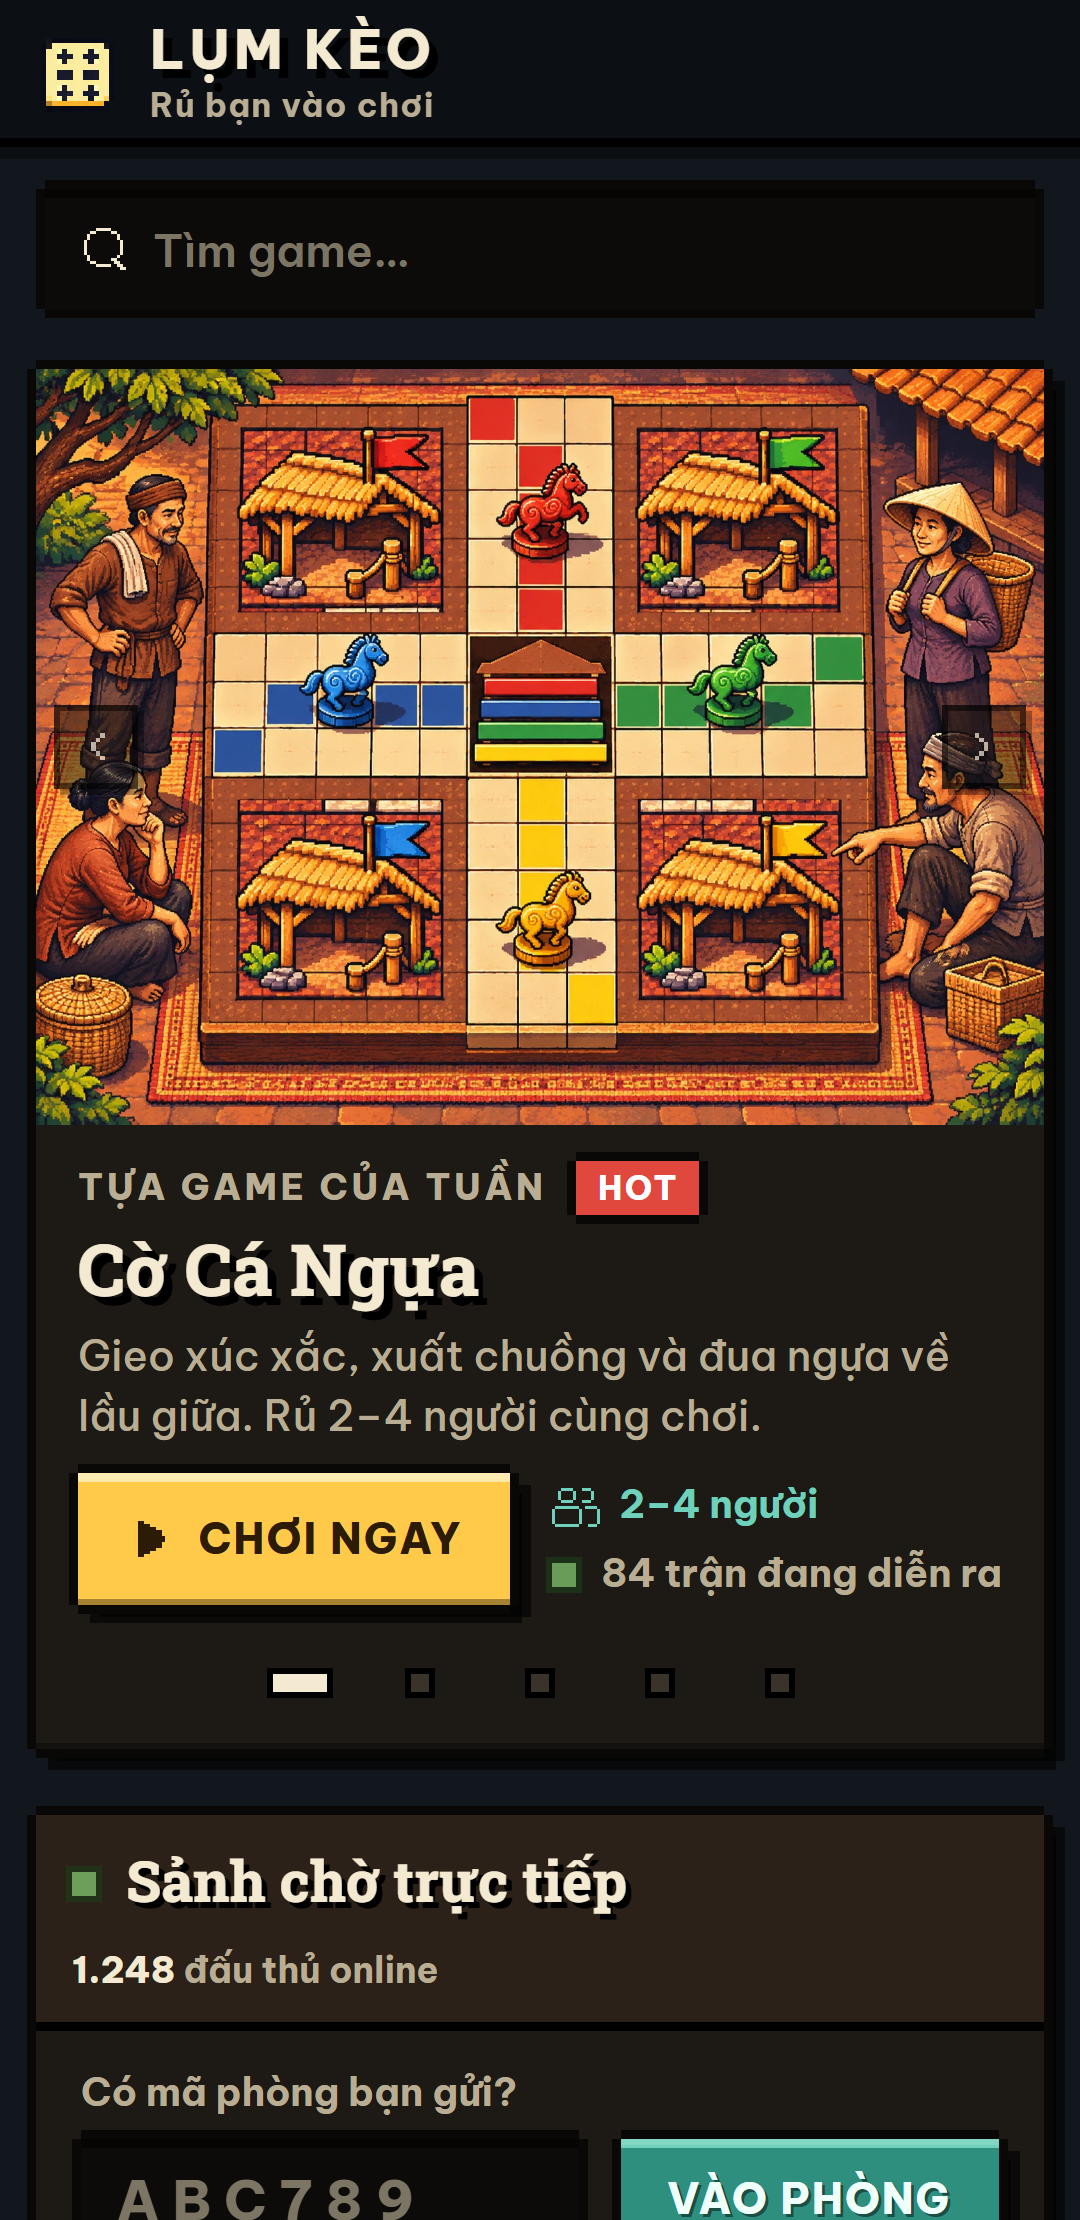 LỤM KÈO
Rủ bạn vào chơi
Tìm game...
TỰA GAME CỦA TUẦN HOT
Cờ Cá Ngựa
Gieo xúc xắc, xuất chuồng và đua ngựa về
lầu giữa. Rủ 2–4 người cùng chơi.
CHƠI NGAY
2–4 người
84 trận đang diễn ra
Sảnh chờ trực tiếp
1.248 đấu thủ online
Có mã phòng bạn gửi?
ABC789
VÀO PHÒNG